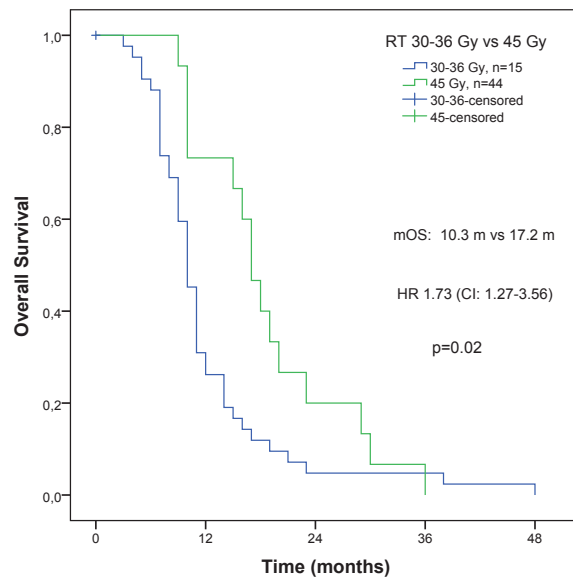 RT 30-36 Gy vs 45 Gy
30-36 Gy, n=15
45 Gy, n=44
30-36-censored
45-censored
mOS: 10.3 m vs 17.2 m
HR 1.73 (CI: 1.27-3.56)
p=0.02
Overall Survival
1,0
0,8
0,6
0,4
0,2
0,0
0 12 24 36 48
Time (months)